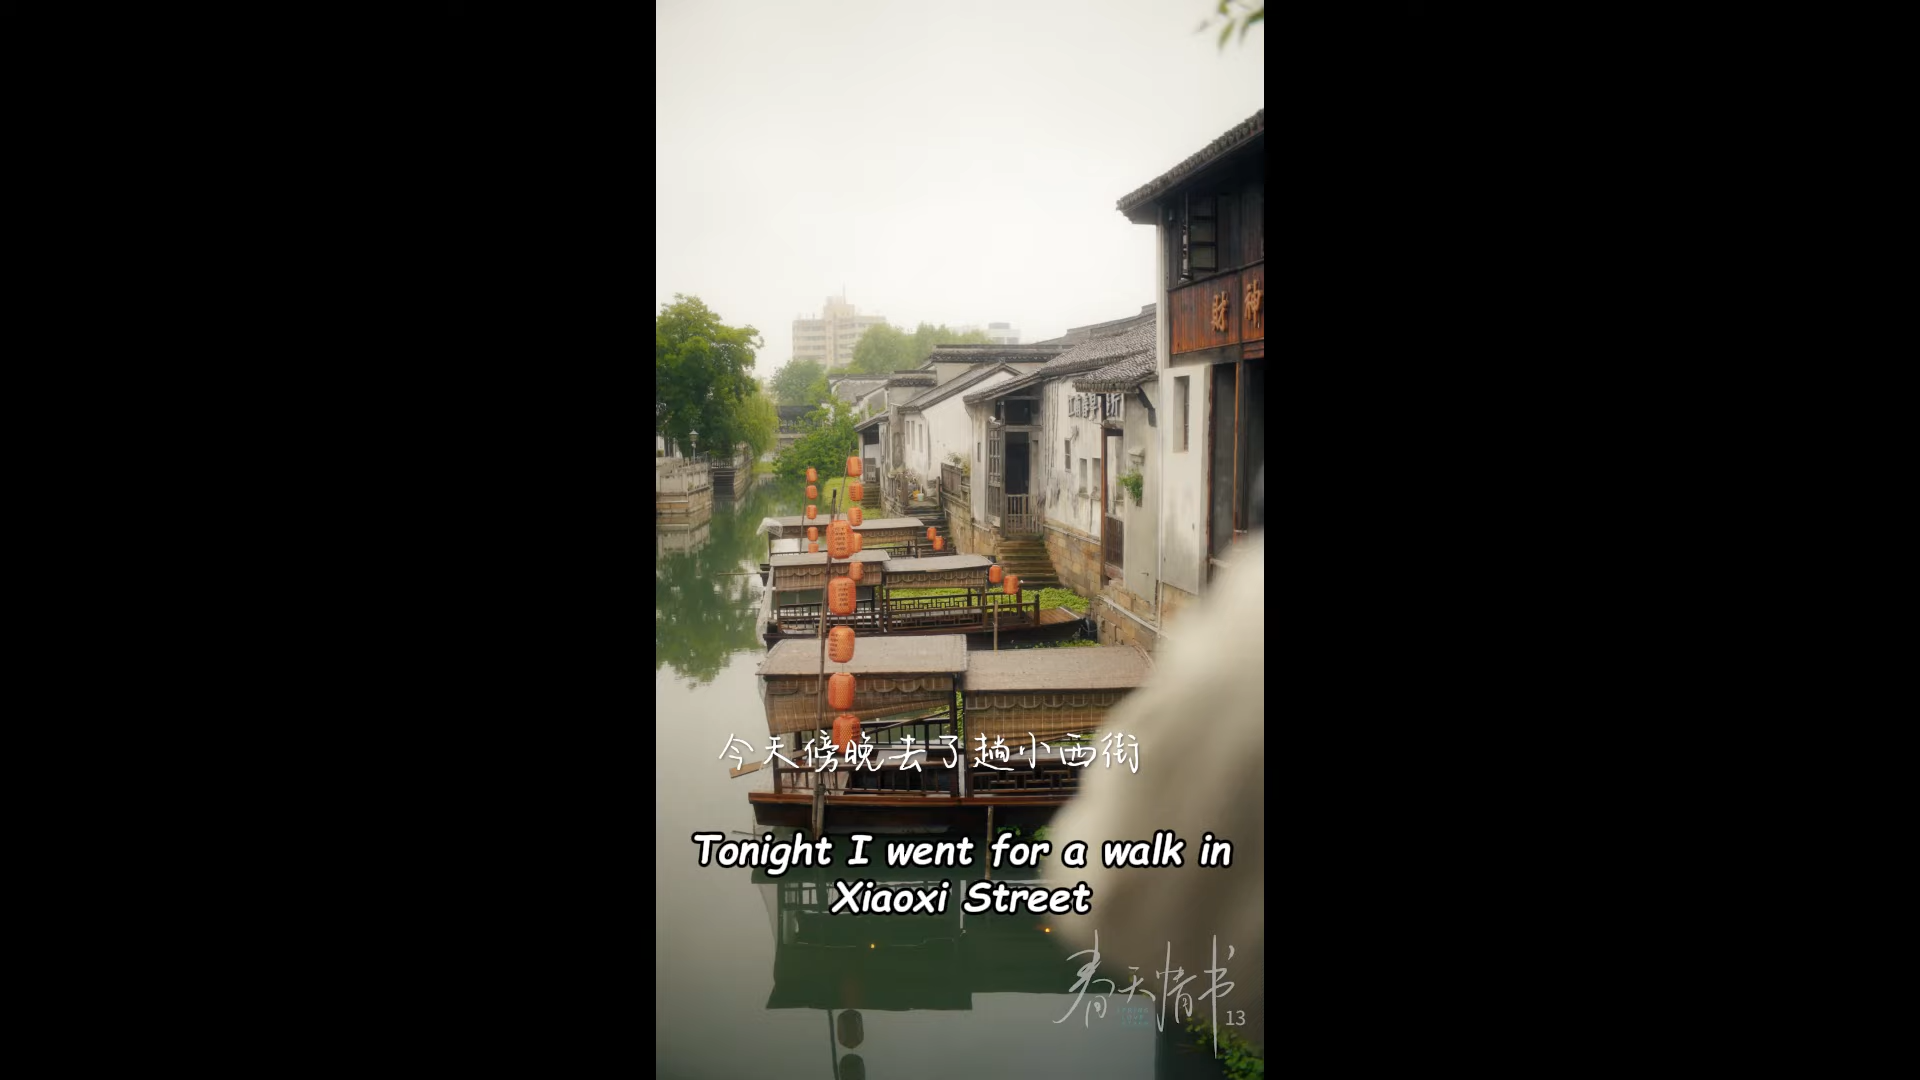 財神
今天傍晚去了趟小西街
Tonight I went for a walk in
Xiaoxi Street
春天情书
13